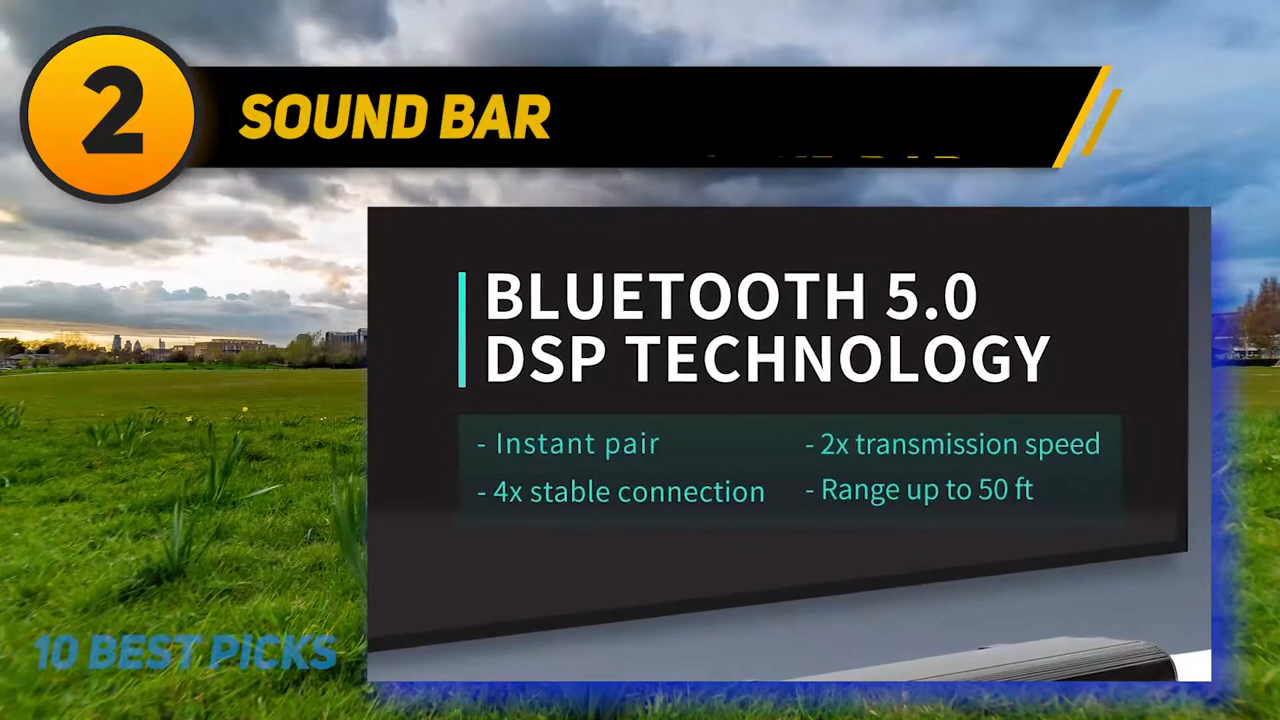 2
SOUND BAR
BLUETOOTH 5.0
DSP TECHNOLOGY
- Instant pair
- 2x transmission speed
- 4x stable connection
- Range up to 50 ft
10 BEST PICKS